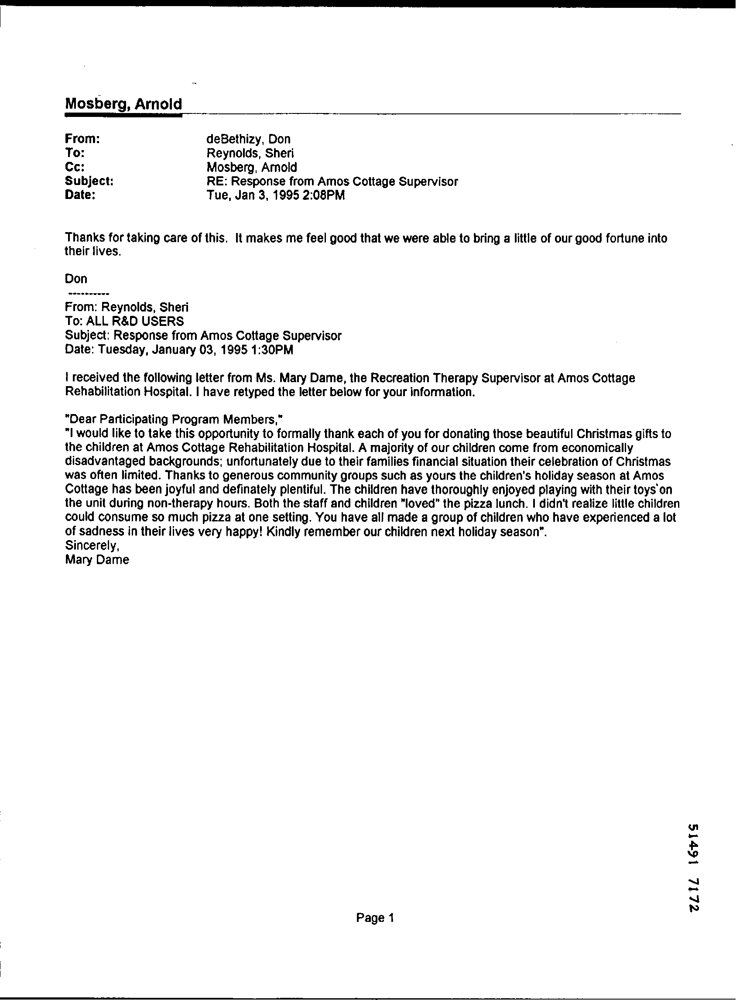 Mosberg, Arnold
From: deBethizy, Don
To: Reynolds, Sheri
Cc: Mosberg, Arnold
Subject: RE: Response from Amos Cottage Supervisor
Date: Tue, Jan 3, 1995 2:08PM
Thanks for taking care of this. It makes me feel good that we were able to bring a little of our good fortune into
their lives.
Don
----------
From: Reynolds, Sheri
To: ALL R&D USERS
Subject: Response from Amos Cottage Supervisor
Date: Tuesday, January 03, 1995 1:30PM
I received the following letter from Ms. Mary Dame, the Recreation Therapy Supervisor at Amos Cottage
Rehabilitation Hospital. I have retyped the letter below for your information.
"Dear Participating Program Members,"
"I would like to take this opportunity to formally thank each of you for donating those beautiful Christmas gifts to
the children at Amos Cottage Rehabilitation Hospital. A majority of our children come from economically
disadvantaged backgrounds; unfortunately due to their families financial situation their celebration of Christmas
was often limited. Thanks to generous community groups such as yours the children's holiday season at Amos
Cottage has been joyful and definately plentiful. The children have thoroughly enjoyed playing with their toys on
the unit during non-therapy hours. Both the staff and children "loved" the pizza lunch. I didn't realize little children
could consume so much pizza at one setting. You have all made a group of children who have experienced a lot
of sadness in their lives very happy! Kindly remember our children next holiday season".
Sincerely,
Mary Dame
51491 7172
Page 1